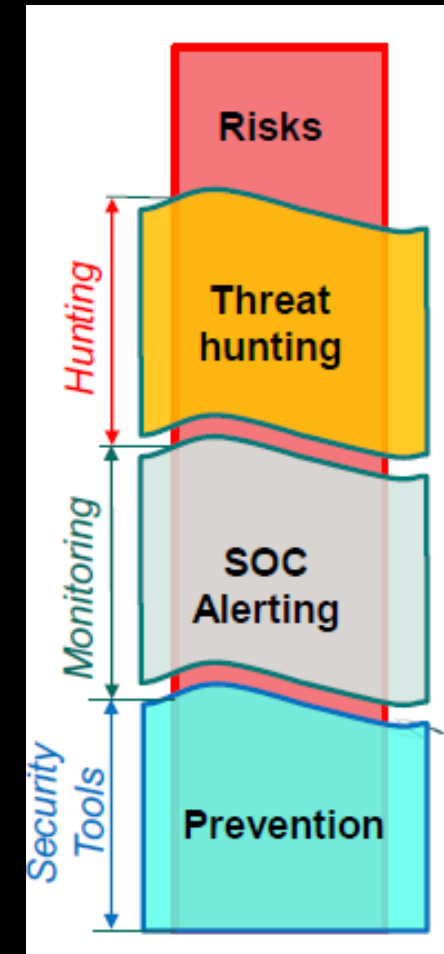 Risks
Hunting
Threat
hunting
Monitoring
SOC
Alerting
Security
Tools
Prevention